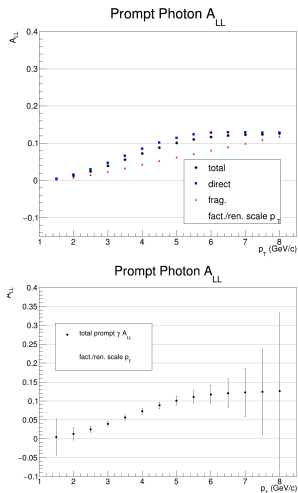 Prompt Photon A_LL
A_LL
0.4
0.3
0.2
0.1
0
−0.1
total
direct
frag.
fact./ren. scale p_T
1 2 3 4 5 6 7 8
p_T (GeV/c)
Prompt Photon A_LL
0.4
0.35
0.3
0.25
0.2
0.15
0.1
0.05
0
−0.05
−0.1
total prompt γ A_LL
fact./ren. scale p_T
1 2 3 4 5 6 7 8
(GeV/c)